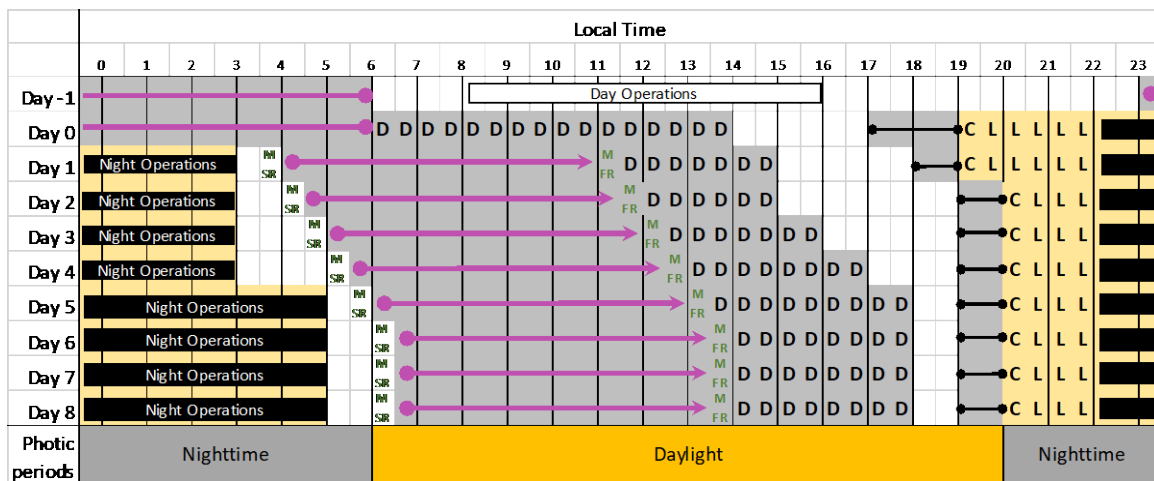 Local Time
0 1 2 3 4 5 6 7 8 9 10 11 12 13 14 15 16 17 18 19 20 21 22 23
Day -1 Day Operations
Day 0 D D D D D D D D D D D D D D D D C L L L L L
Day 1 Night Operations M SR M FR D D D D D D D C L L L L L
Day 2 Night Operations M SR M FR D D D D D D C L L L
Day 3 Night Operations M SR M FR D D D D D D D C L L L
Day 4 Night Operations M SR M FR D D D D D D D D C L L L
Day 5 Night Operations M SR M FR D D D D D D D D D C L L L
Day 6 Night Operations M SR M FR D D D D D D D D C L L L
Day 7 Night Operations M SR M FR D D D D D D D D C L L L
Day 8 Night Operations M SR M FR D D D D D D D D C L L L
Photic
periods
Nighttime Daylight Nighttime